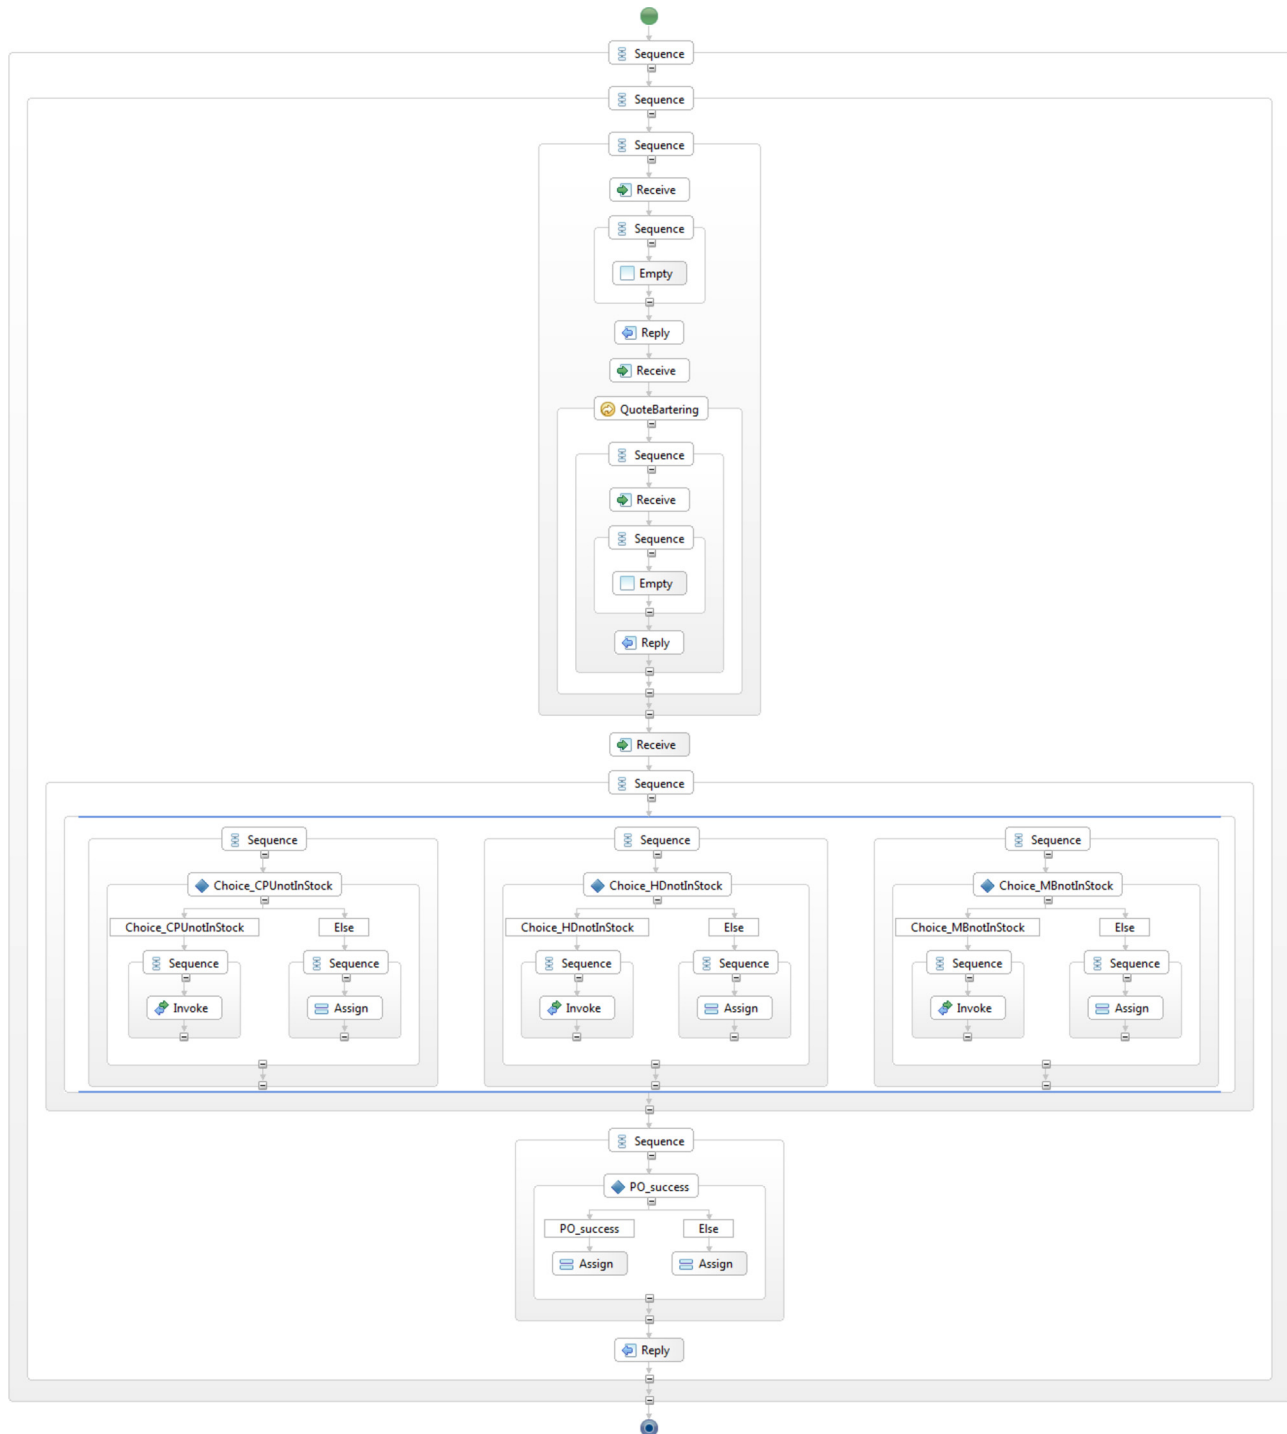 Sequence
Sequence
Sequence
Receive
Sequence
Empty
Reply
Receive
QuoteBartering
Sequence
Receive
Sequence
Empty
Reply
Receive
Sequence
Sequence Sequence Sequence
Choice_CPUnotInStock Choice_HDnotInStock Choice_MBnotInStock
Choice_CPUnotInStock Else Choice_HDnotInStock Else Choice_MBnotInStock Else
Sequence Sequence Sequence Sequence Sequence Sequence
Invoke Assign Invoke Assign Invoke Assign
Sequence
PO_success
PO_success Else
Assign Assign
Reply